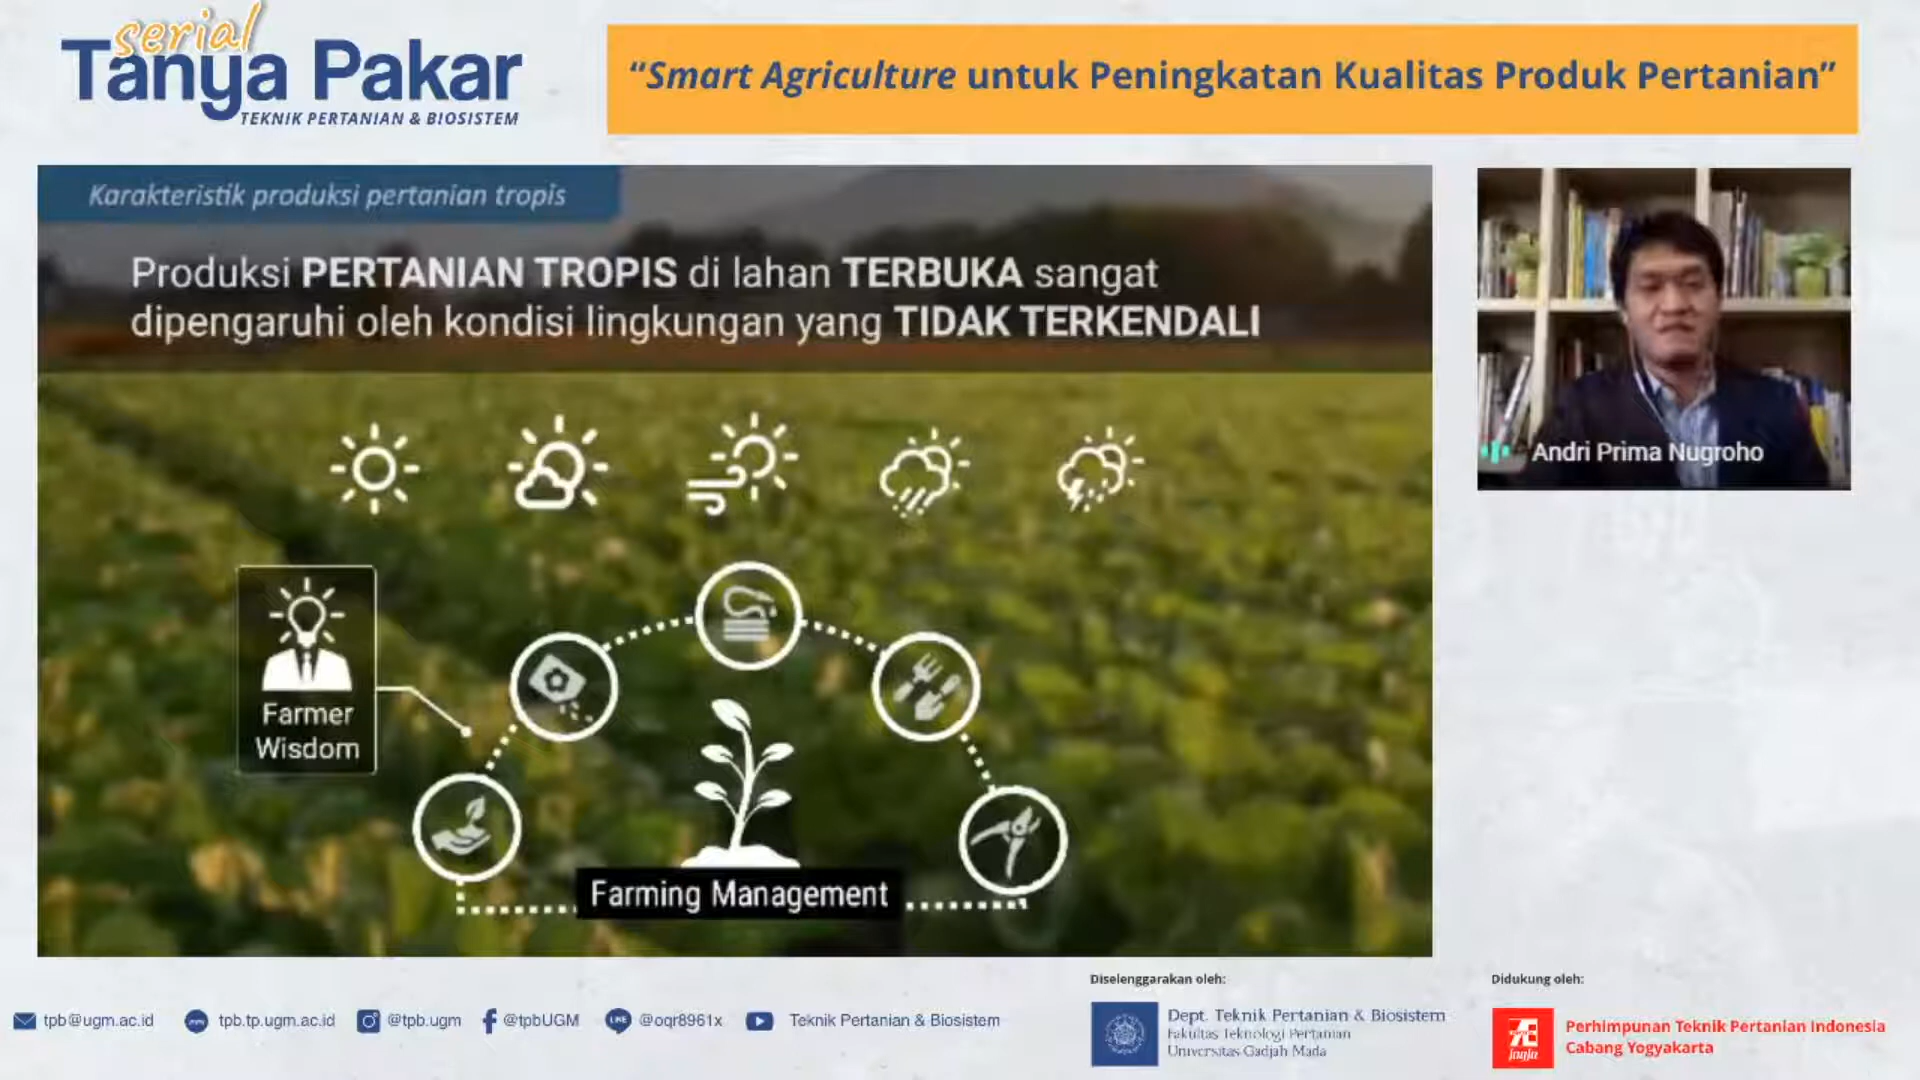 serial
Tanya Pakar
TEKNIK PERTANIAN & BIOSISTEM
“Smart Agriculture untuk Peningkatan Kualitas Produk Pertanian”
Karakteristik produksi pertanian tropis
Produksi PERTANIAN TROPIS di lahan TERBUKA sangat
dipengaruhi oleh kondisi lingkungan yang TIDAK TERKENDALI
Andri Prima Nugroho
Farmer
Wisdom
Farming Management
Diselenggarakan oleh:
Didukung oleh:
tpb@ugm.ac.id
tpb.tp.ugm.ac.id
@tpb.ugm
@tpbUGM
LINE
@oqr8961x
Teknik Pertanian & Biosistem
Dept. Teknik Pertanian & Biosistem
Fakultas Teknologi Pertanian
Universitas Gadjah Mada
Jogja
Perhimpunan Teknik Pertanian Indonesia
Cabang Yogyakarta